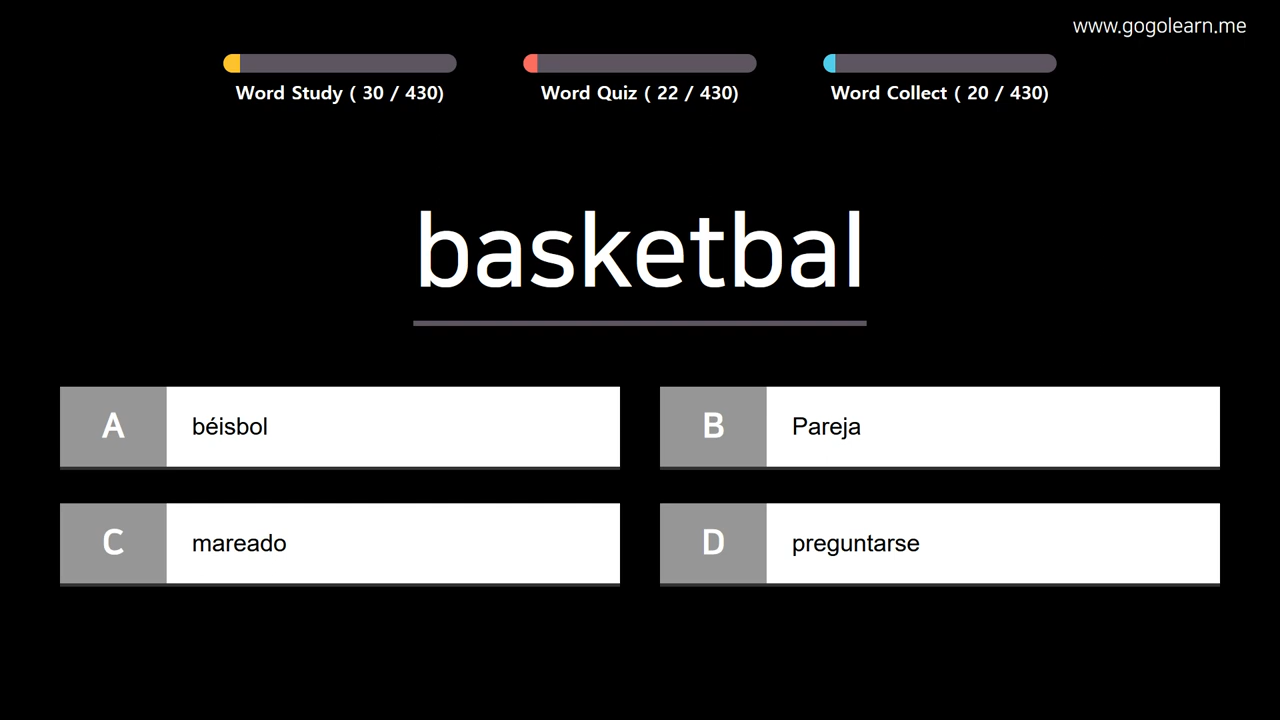 www.gogolearn.me
Word Study ( 30 / 430)
Word Quiz ( 22 / 430)
Word Collect ( 20 / 430)
basketbal
A béisbol
B Pareja
C mareado
D preguntarse